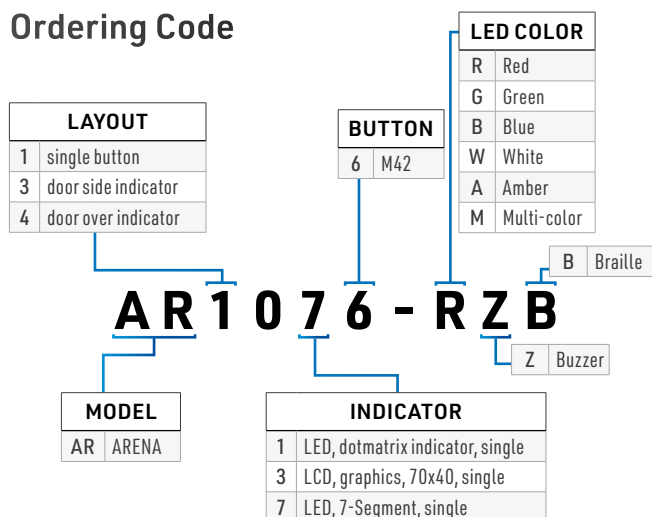 Ordering Code
LED COLOR
R Red
G Green
B Blue
W White
A Amber
M Multi-color
LAYOUT
1 single button
3 door side indicator
4 door over indicator
BUTTON
6 M42
B Braille
AR1076-RZB
Z Buzzer
MODEL
AR ARENA
INDICATOR
1 LED, dotmatrix indicator, single
3 LCD, graphics, 70x40, single
7 LED, 7-Segment, single